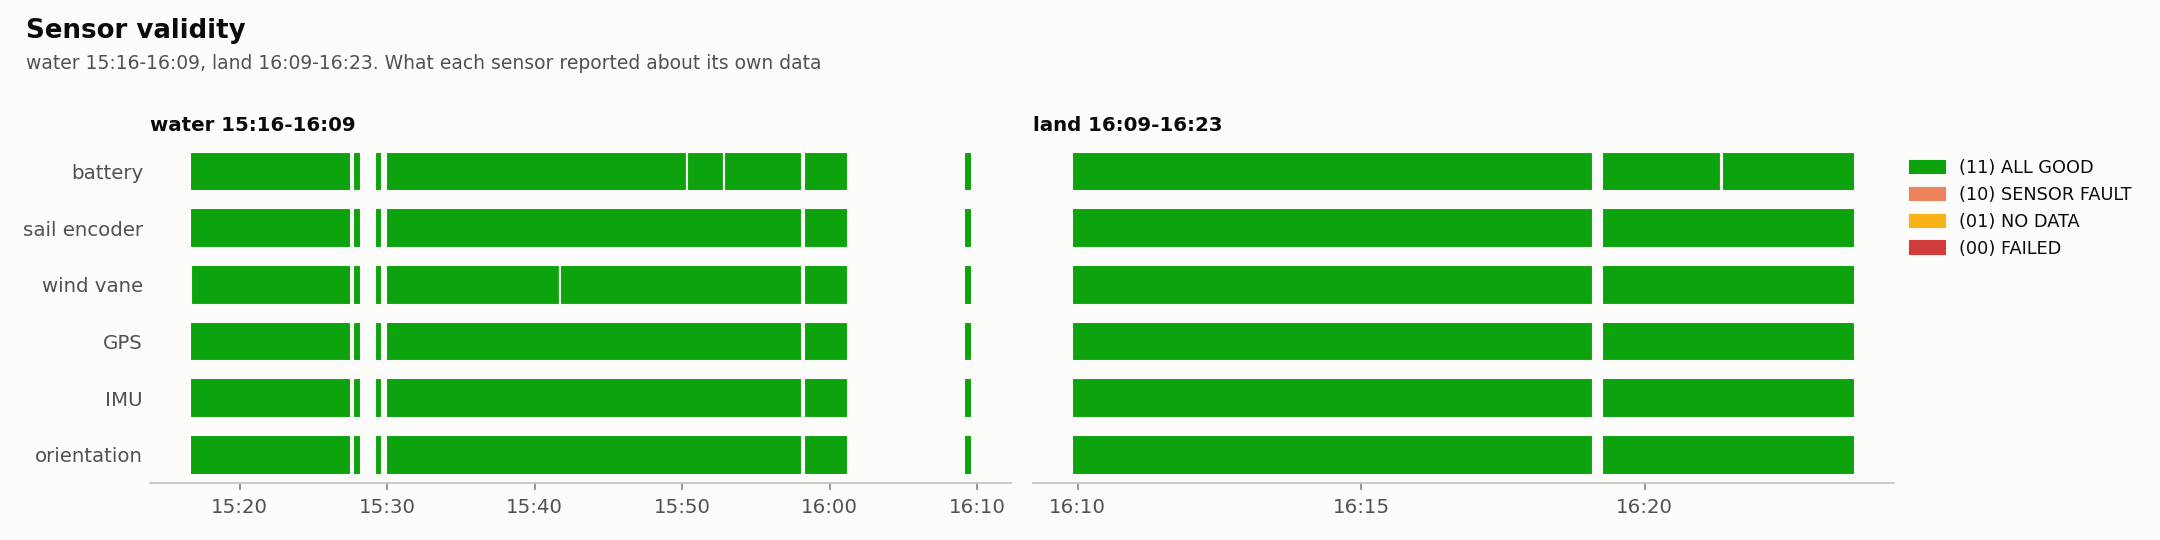 Sensor validity
water 15:16-16:09, land 16:09-16:23. What each sensor reported about its own data
water 15:16-16:09
land 16:09-16:23
battery
sail encoder
wind vane
GPS
IMU
orientation
15:20 15:30 15:40 15:50 16:00 16:10
16:10 16:15 16:20
(11) ALL GOOD
(10) SENSOR FAULT
(01) NO DATA
(00) FAILED